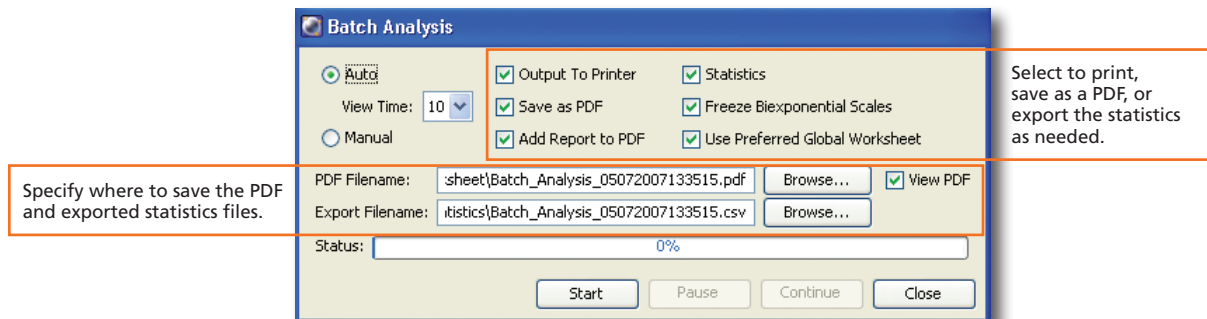 Batch Analysis
Auto
View Time: 10
Manual
Output To Printer
Save as PDF
Add Report to PDF
Statistics
Freeze Biexponential Scales
Use Preferred Global Worksheet
Select to print,
save as a PDF, or
export the statistics
as needed.
Specify where to save the PDF
and exported statistics files.
PDF Filename: :sheet\Batch_Analysis_05072007133515.pdf Browse... View PDF
Export Filename: itistics\Batch_Analysis_05072007133515.csv Browse...
Status: 0%
Start Pause Continue Close